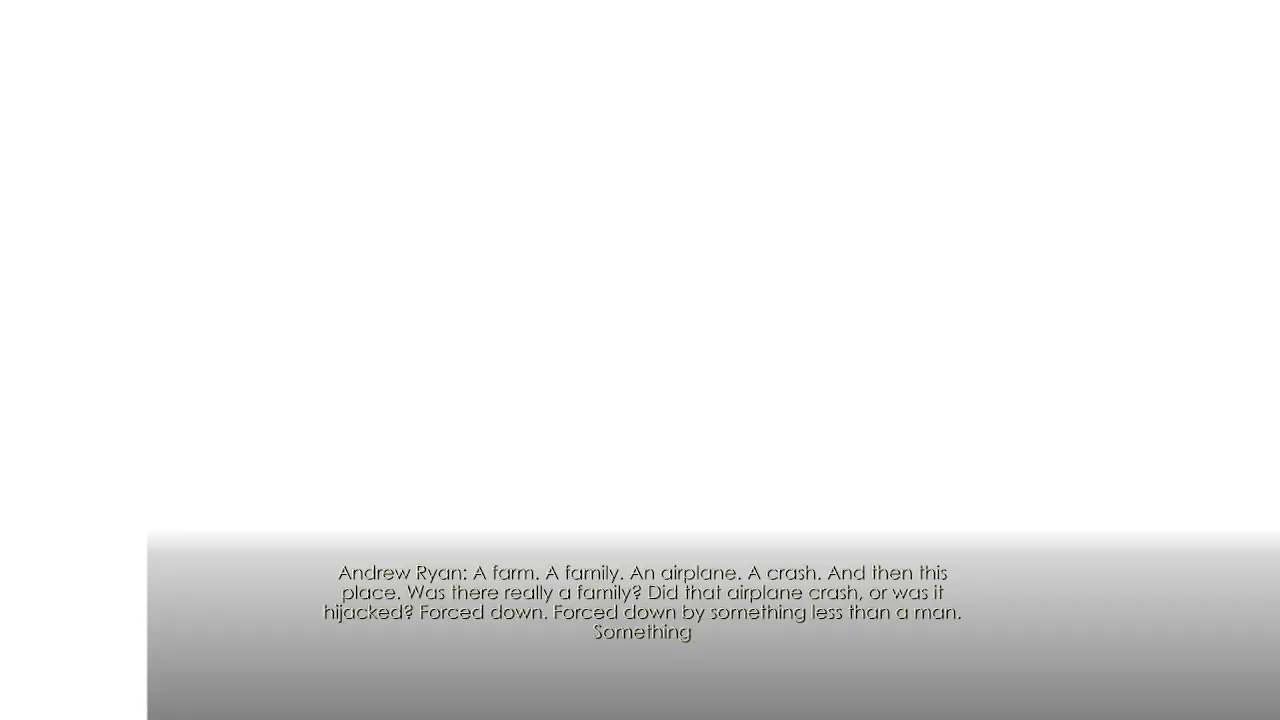 Andrew Ryan: A farm. A family. An airplane. A crash. And then this
place. Was there really a family? Did that airplane crash, or was it
hijacked? Forced down. Forced down by something less than a man.
Something